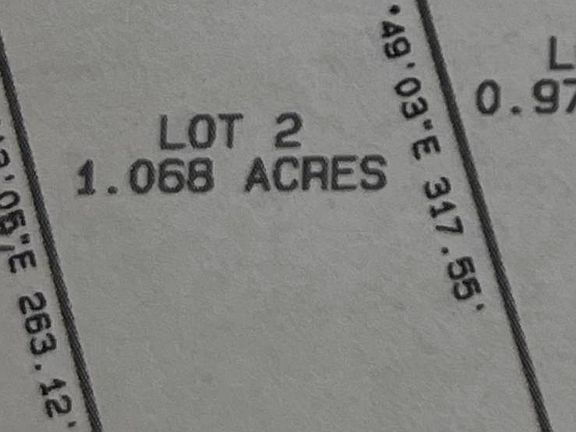 LOT 2
1.068 ACRES
49'03"E 317.55'
05"E 263.12'
0.97